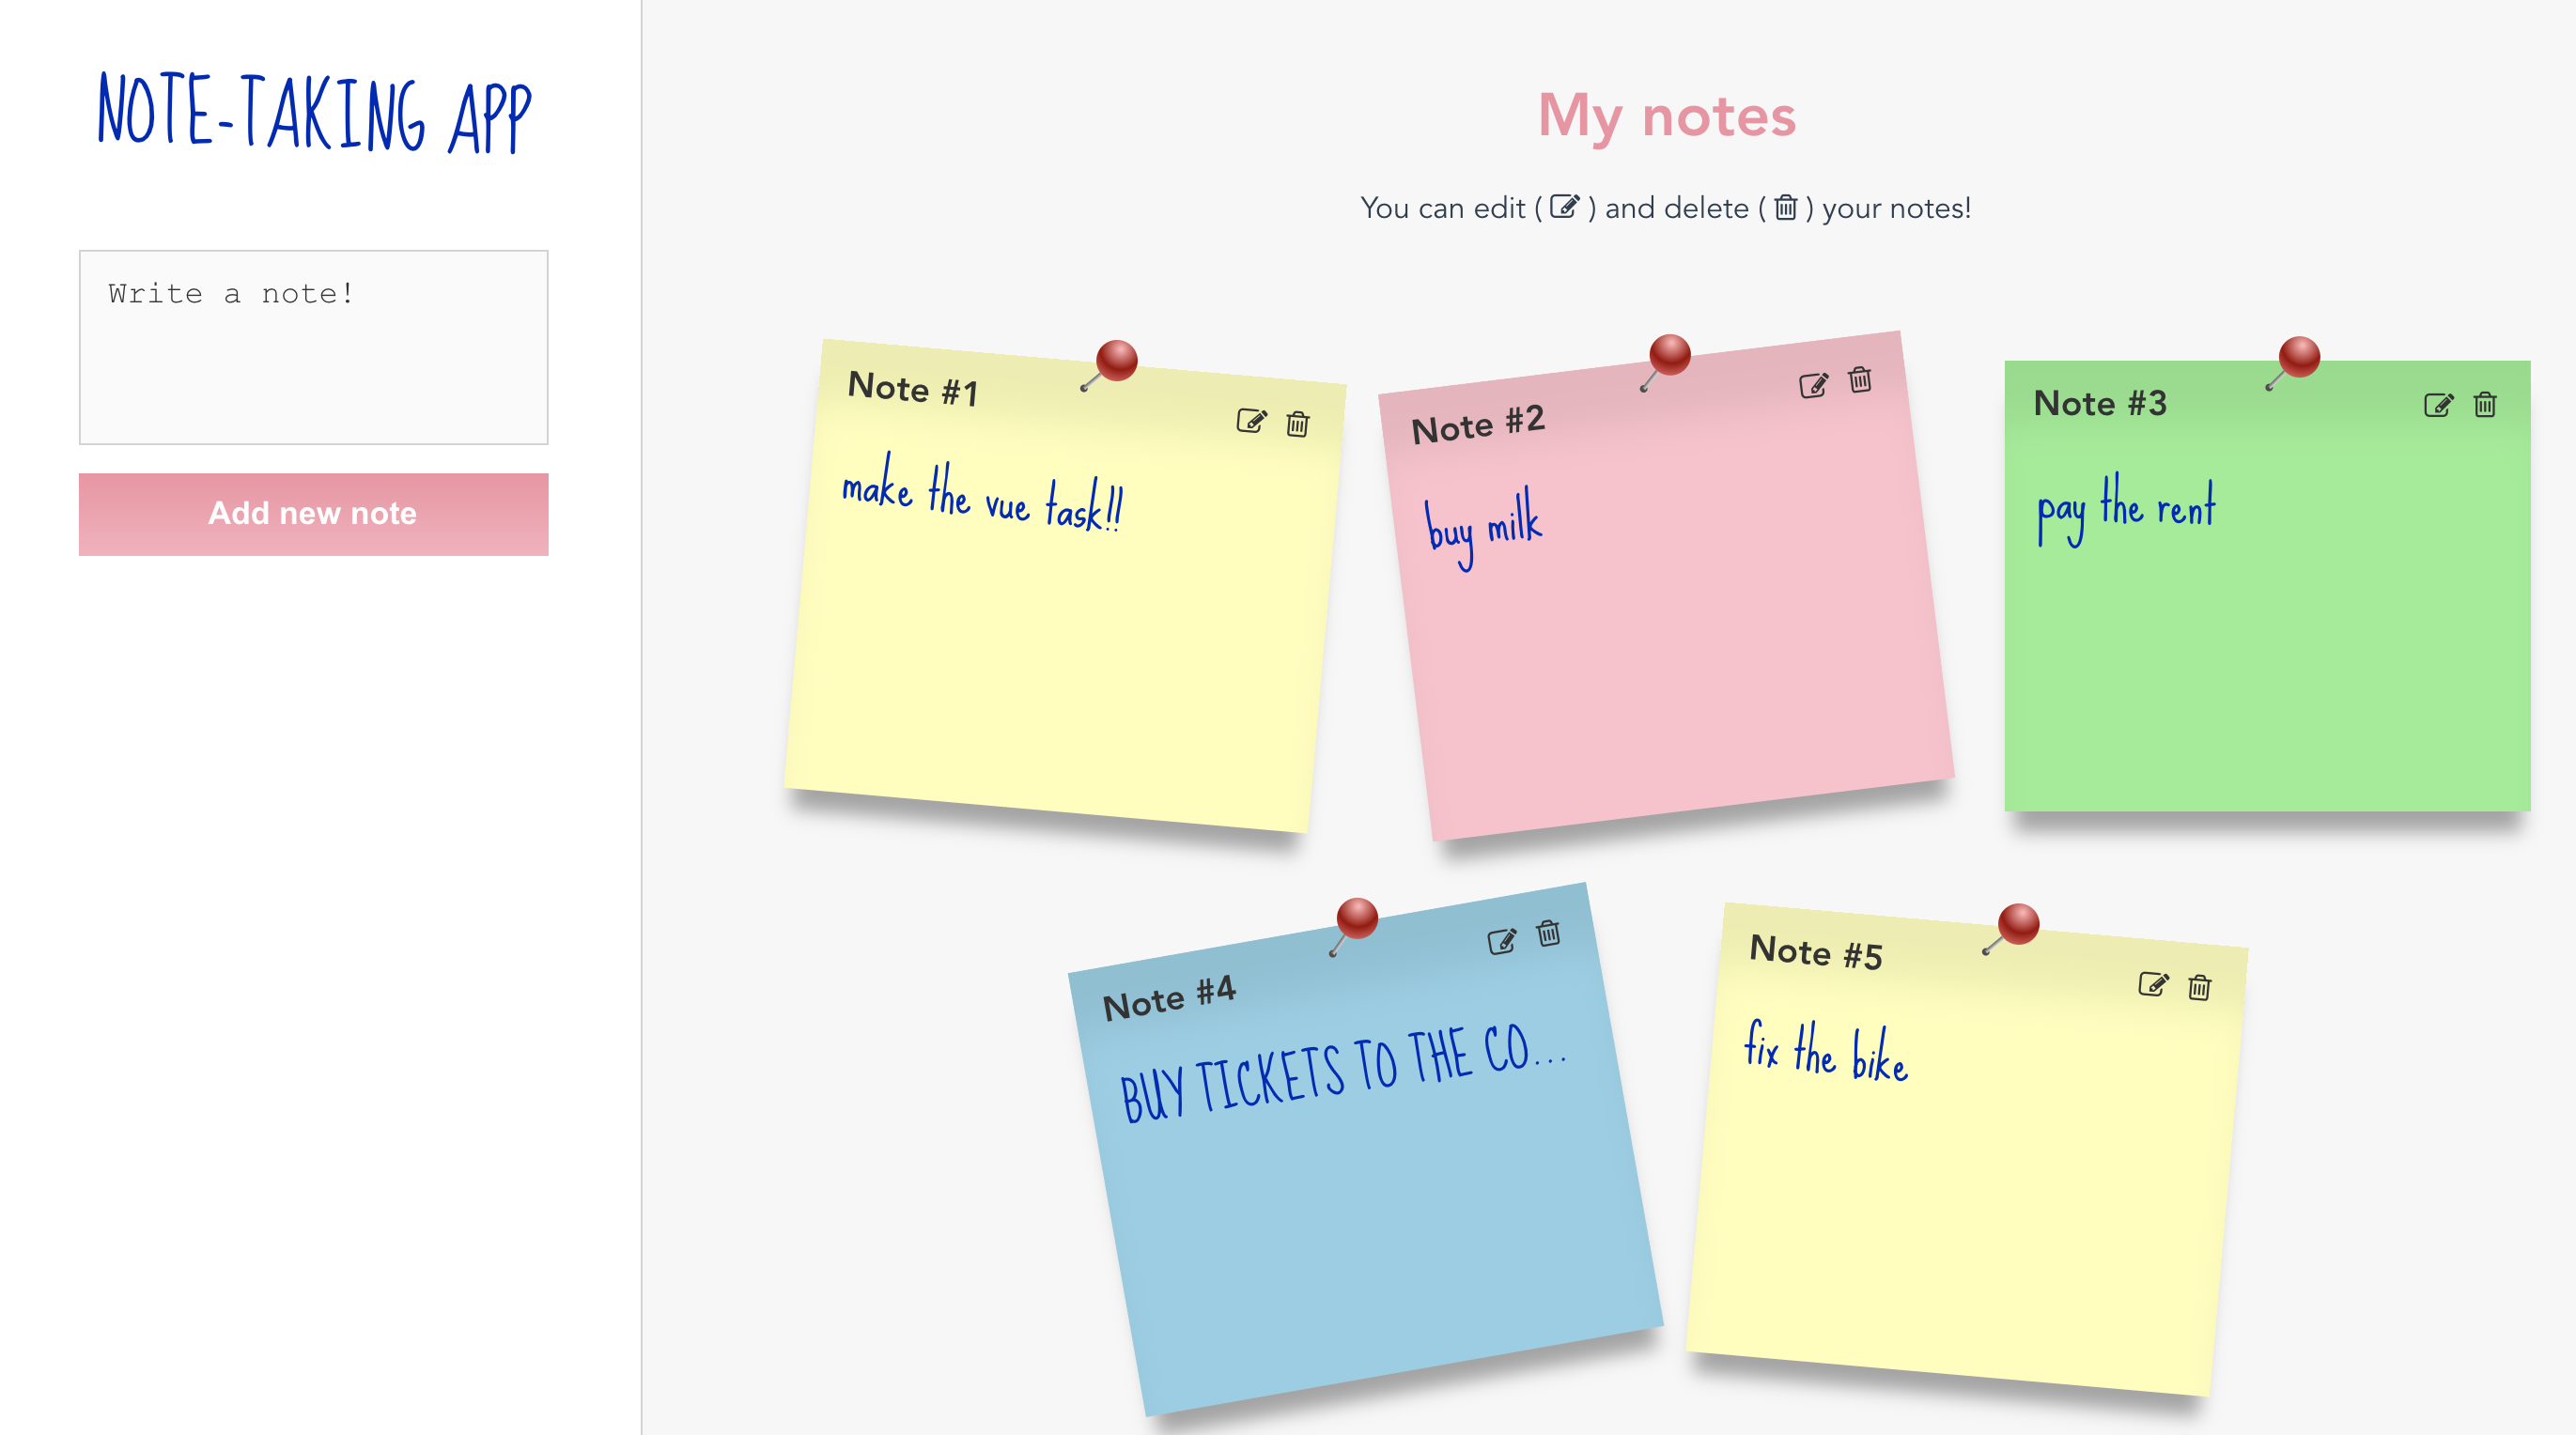 NOTE-TAKING APP
Write a note!
Add new note
My notes
You can edit ( ) and delete ( ) your notes!
Note #1
make the vue task!!
Note #2
buy milk
Note #3
pay the rent
Note #4
BUY TICKETS TO THE CO...
Note #5
fix the bike